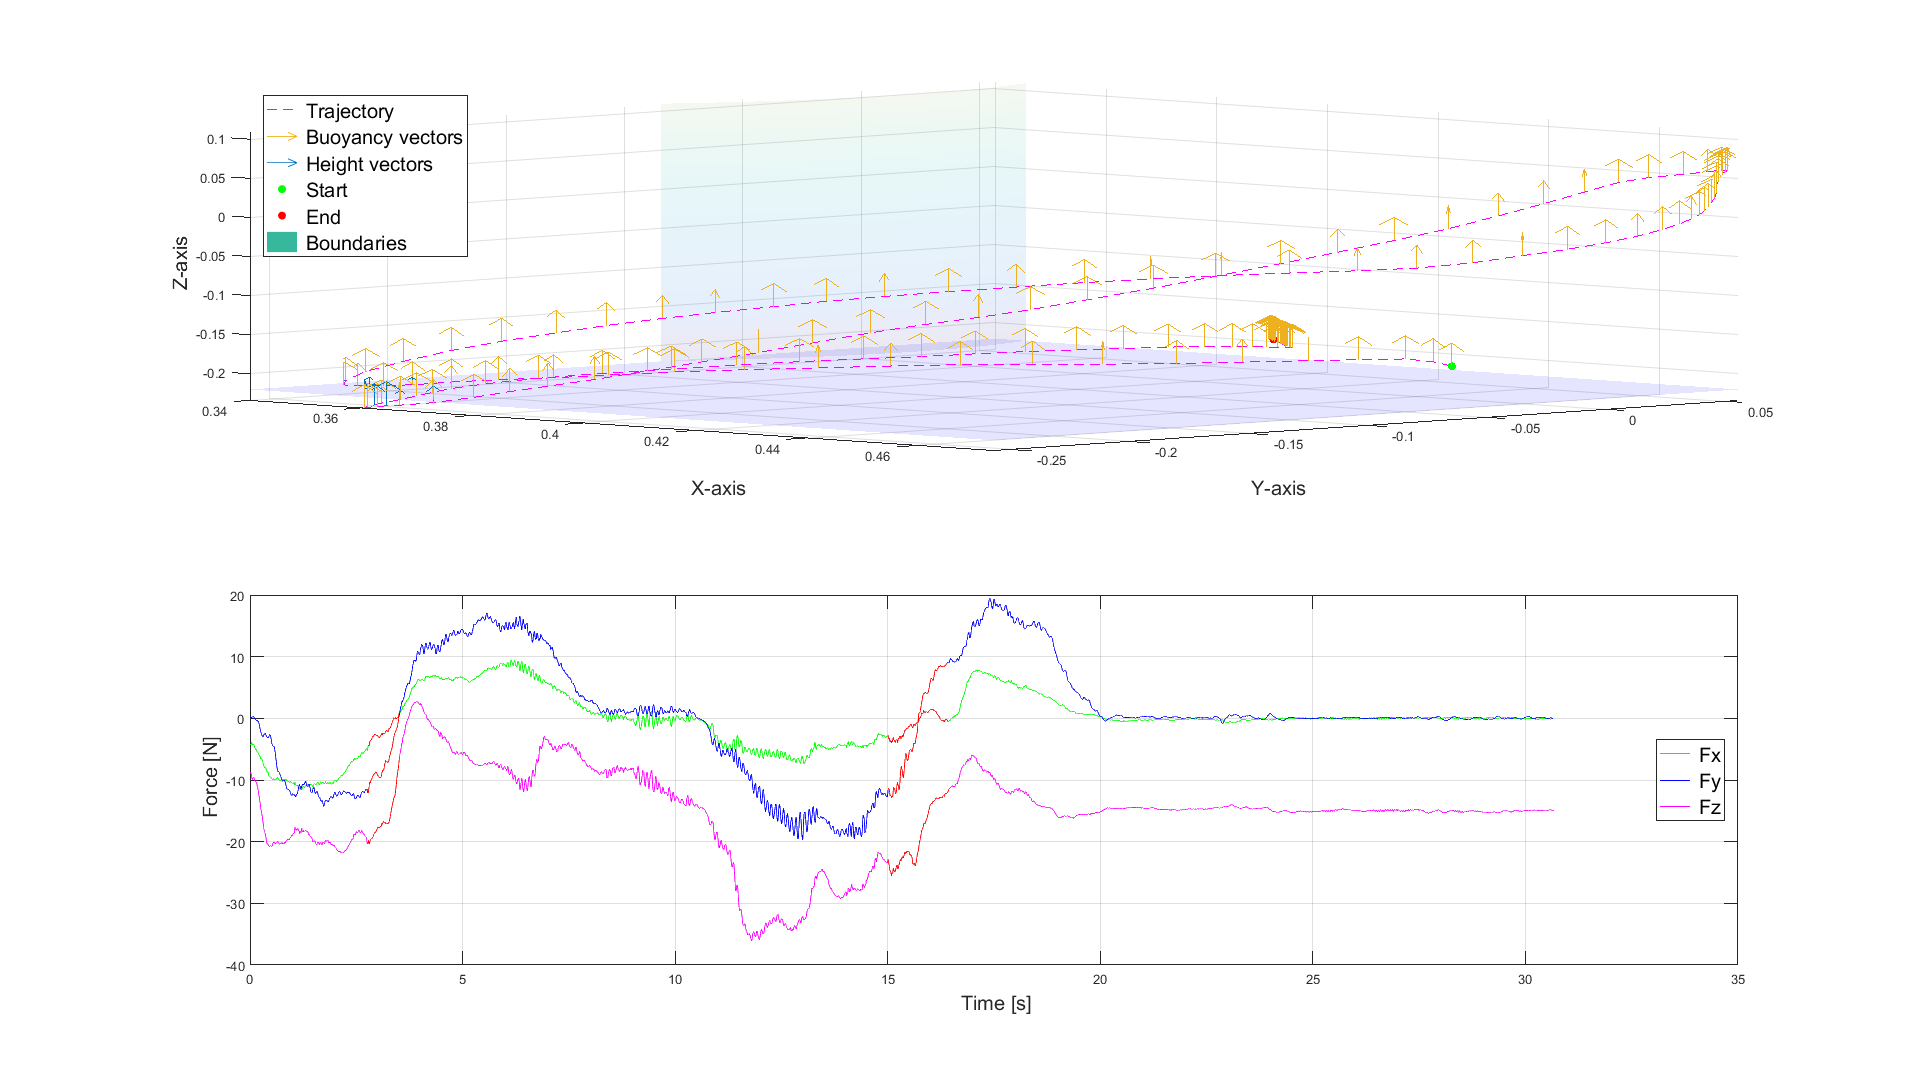 Trajectory
Buoyancy vectors
Height vectors
Start
End
Boundaries
Z-axis
0.1
0.05
0
-0.05
-0.1
-0.15
-0.2
0.34
0.36
0.38
0.4
0.42
0.44
0.46
X-axis
-0.25
-0.2
-0.15
-0.1
-0.05
0
0.05
Y-axis
Force [N]
20
10
0
-10
-20
-30
-40
Fx
Fy
Fz
0
5
10
15
20
25
30
35
Time [s]